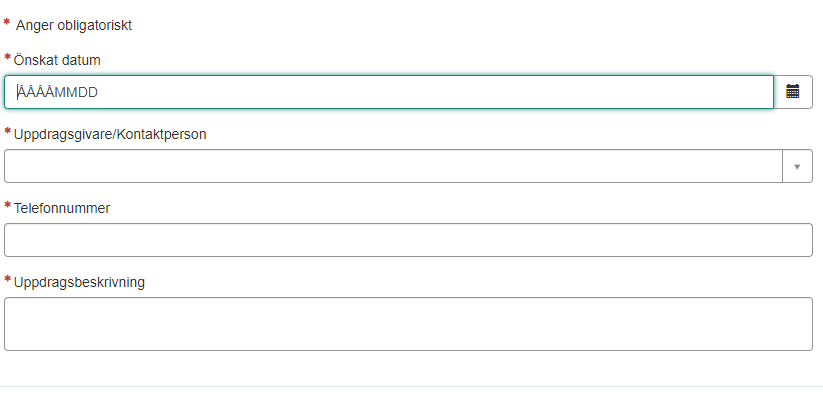 * Anger obligatoriskt
* Önskat datum
ÅÅÅÅMMDD
* Uppdragsgivare/Kontaktperson
* Telefonnummer
* Uppdragsbeskrivning